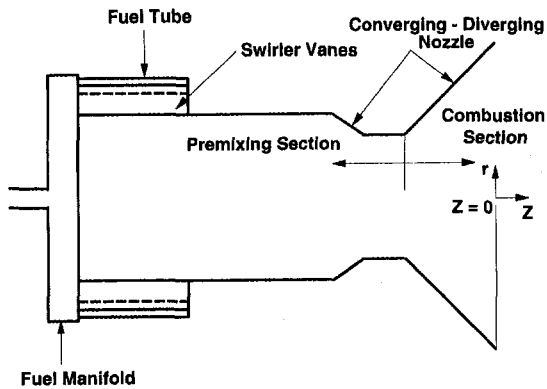 Fuel Tube
Converging - Diverging
Nozzle
Swirler Vanes
Combustion
Section
Premixing Section
r
Z = 0
Z
Fuel Manifold